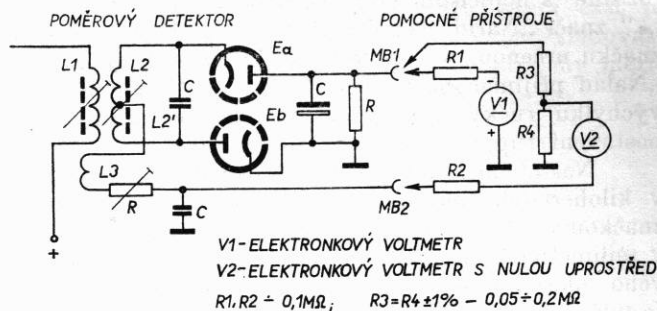 POMĚROVÝ DETEKTOR
POMOCNÉ PŘÍSTROJE
L1
L2
C
L2'
Ea
Eb
C
R
MB1
R1
R3
V1
R4
V2
L3
R
C
MB2
R2
+
-
+
V1-ELEKTRONKOVÝ VOLTMETR
V2-ELEKTRONKOVÝ VOLTMETR S NULOU UPROSTŘED
R1, R2 ÷ 0,1MΩ; R3=R4 ±1% – 0,05÷0,2MΩ